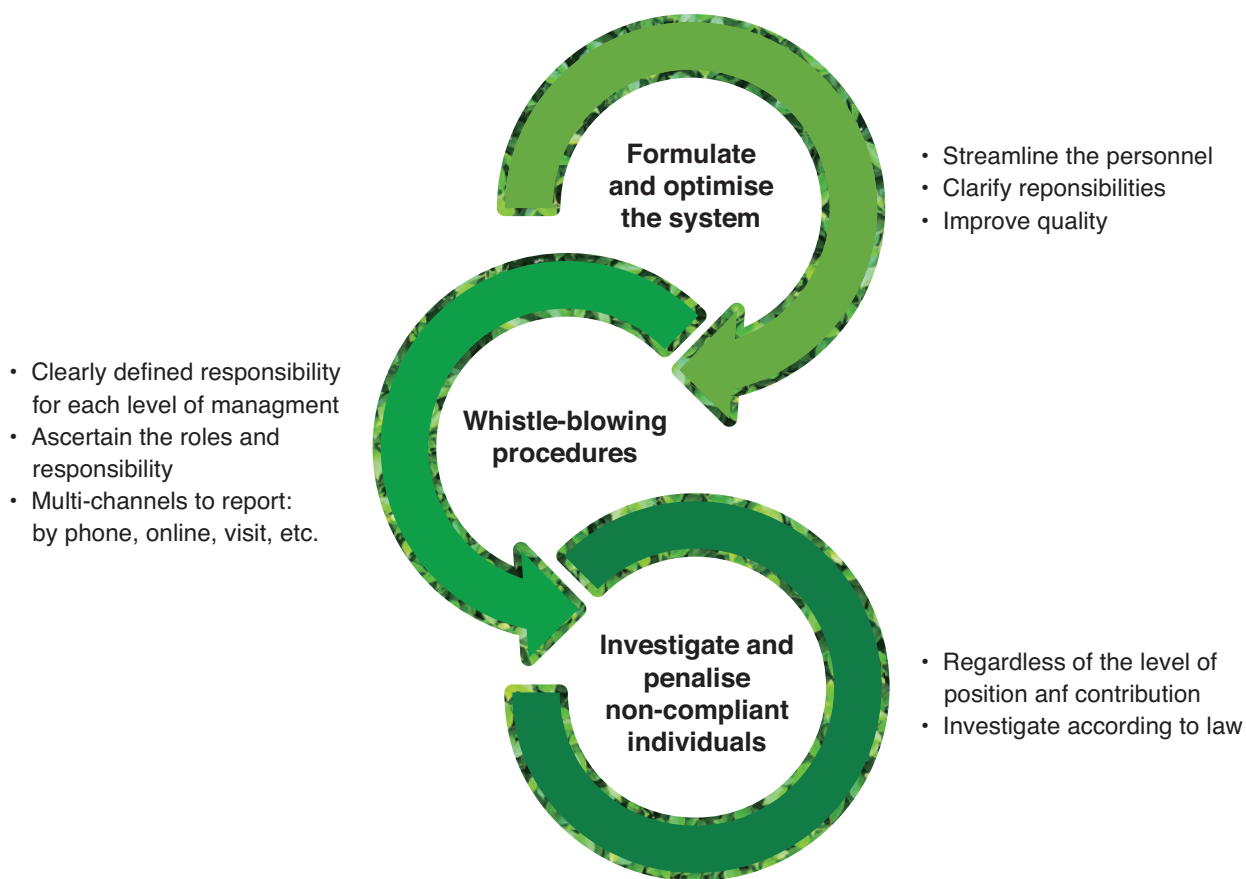 Formulate
and optimise
the system
• Streamline the personnel
• Clarify reponsibilities
• Improve quality
• Clearly defined responsibility
for each level of managment
• Ascertain the roles and
responsibility
• Multi-channels to report:
by phone, online, visit, etc.
Whistle-blowing
procedures
Investigate and
penalise
non-compliant
individuals
• Regardless of the level of
position anf contribution
• Investigate according to law